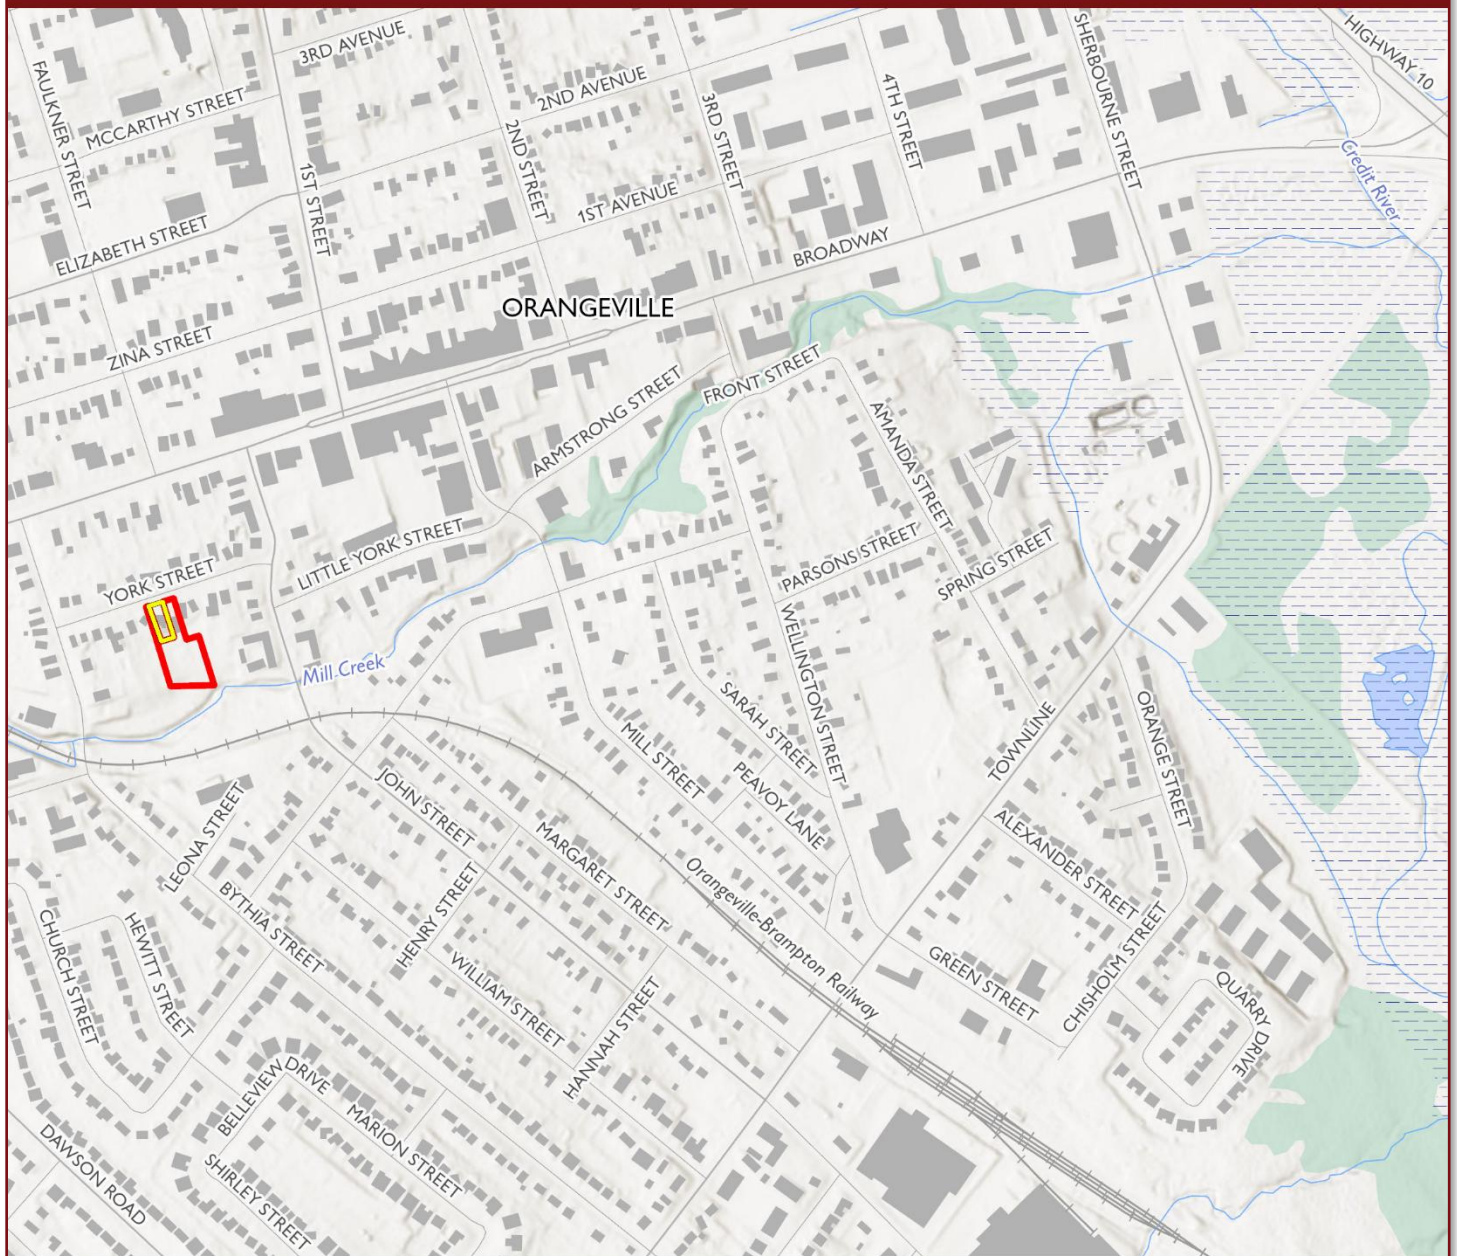 3RD AVENUE
HIGHWAY 10
SHERBOURNE STREET
FAULKNER STREET
MCCARTHY STREET
2ND AVENUE
3RD STREET
4TH STREET
2ND STREET
1ST STREET
1ST AVENUE
Credit River
ELIZABETH STREET
BROADWAY
ORANGEVILLE
ZINA STREET
FRONT STREET
ARMSTRONG STREET
AMANDA STREET
LITTLE YORK STREET
YORK STREET
PARSONS STREET
SPRING STREET
WELLINGTON STREET
Mill Creek
SARAH STREET
MILL STREET
PEAVOY LANE
TOWNLINE
ORANGE STREET
JOHN STREET
LEONA STREET
MARGARET STREET
ALEXANDER STREET
Orangeville-Brampton Railway
BYTHIA STREET
HENRY STREET
CHURCH STREET
HEWITT STREET
WILLIAM STREET
HANNAH STREET
GREEN STREET
CHISHOLM STREET
QUARRY DRIVE
BELLEVIEW DRIVE
MARION STREET
DAWSON ROAD
SHIRLEY STREET